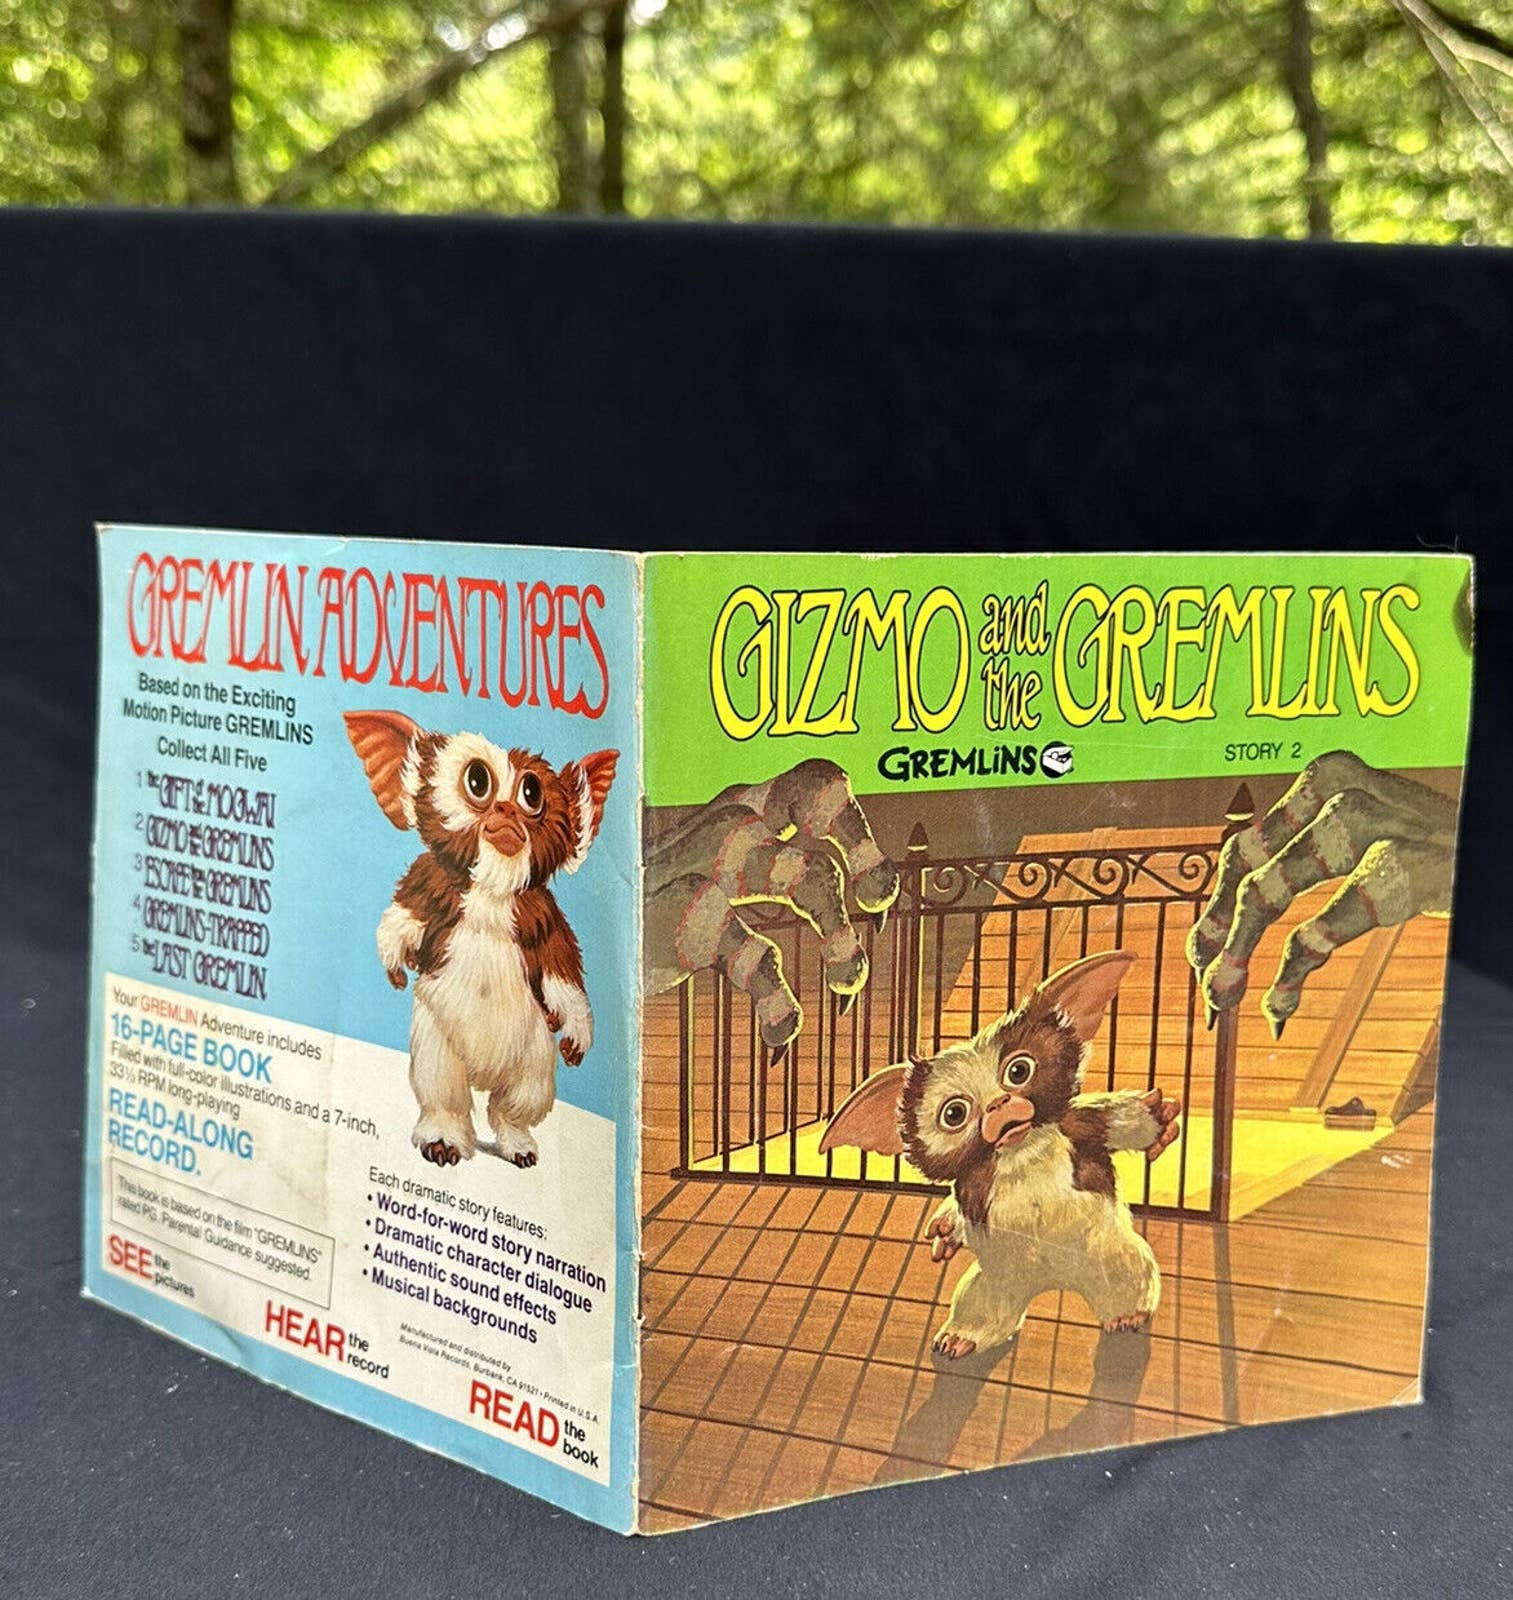 GREMLIN ADVENTURES
Based on the Exciting
Motion Picture GREMLINS
Collect All Five
1 the GIFT of the MOGWAI
2 GIZMO and the GREMLINS
3 ESCAPE from the GREMLINS
4 GREMLINS-TRAPPED
5 the LAST GREMLIN
Your GREMLIN Adventure includes
16-PAGE BOOK
Filled with full-color illustrations and a 7-inch,
33⅓ RPM long-playing
READ-ALONG
RECORD.
This book is based on the film "GREMLINS"
rated PG. Parental Guidance suggested.
Each dramatic story features:
• Word-for-word story narration
• Dramatic character dialogue
• Authentic sound effects
• Musical backgrounds
SEE the pictures
HEAR the record
READ the book
Manufactured and distributed by
Buena Vista Records, Burbank, CA 91521 • Printed in U.S.A.
GIZMO and the GREMLINS
GREMLINS
STORY 2